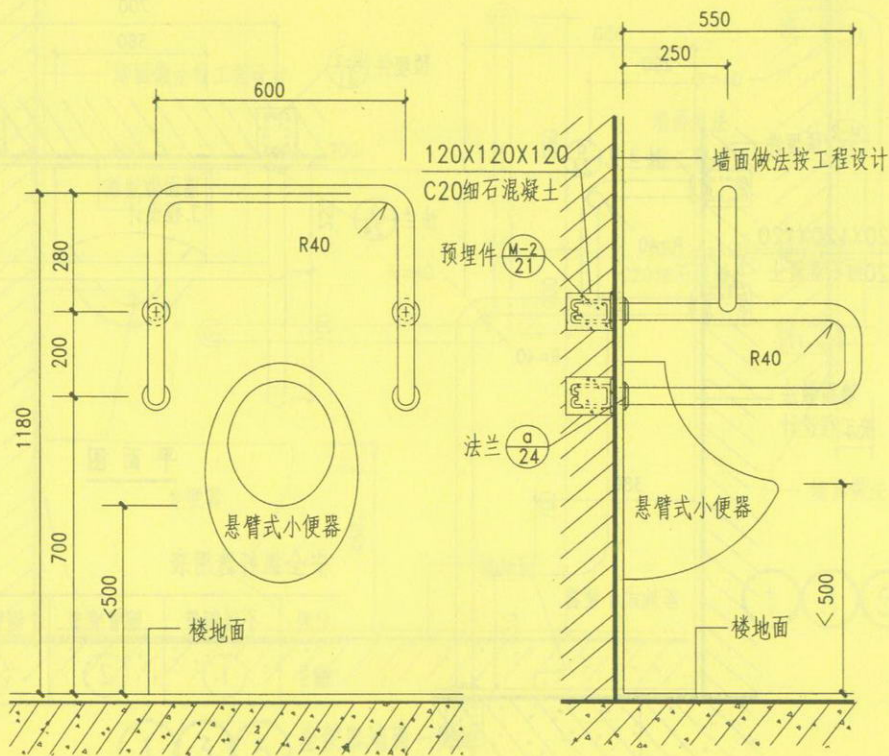 600
280
200
1180
700
<500
R40
悬臂式小便器
楼地面
550
250
120X120X120
C20细石混凝土
墙面做法按工程设计
预埋件 M-2
21
R40
法兰 a
24
悬臂式小便器
<500
楼地面